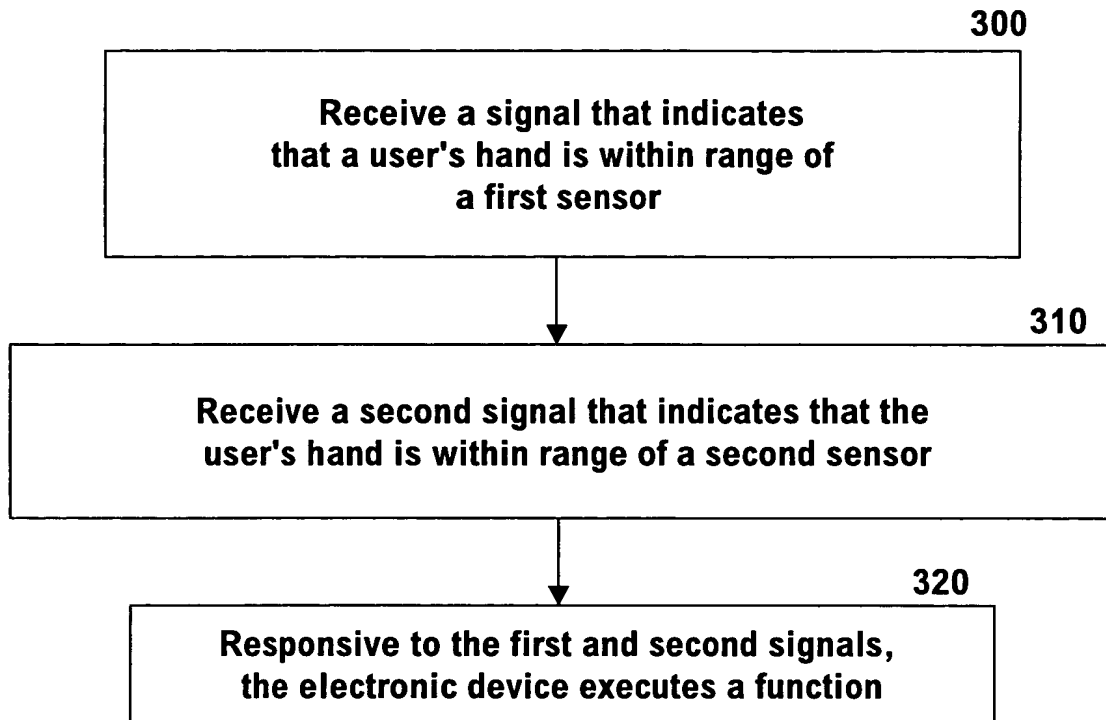 300
Receive a signal that indicates
that a user's hand is within range of
a first sensor
310
Receive a second signal that indicates that the
user's hand is within range of a second sensor
320
Responsive to the first and second signals,
the electronic device executes a function